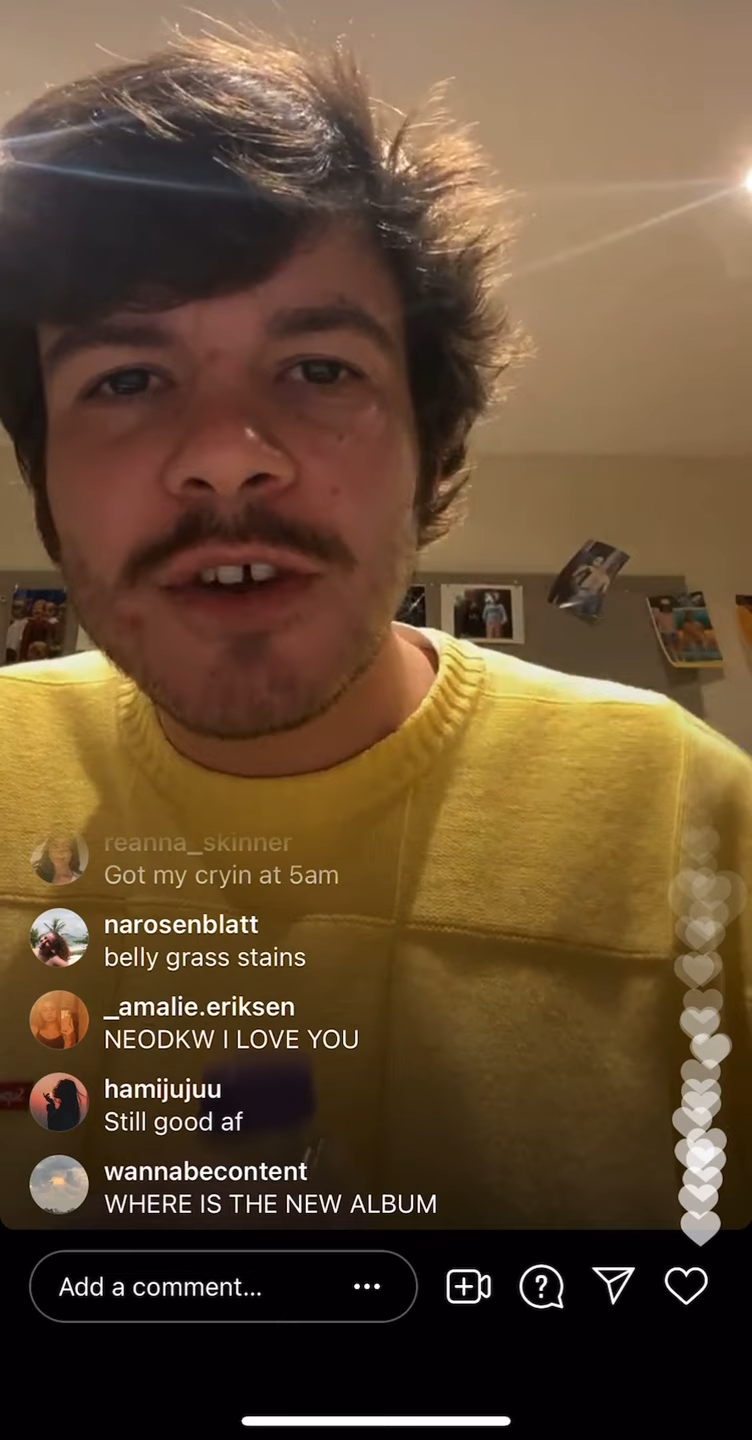 reanna_skinner
Got my cryin at 5am
narosenblatt
belly grass stains
_amalie.eriksen
NEODKW I LOVE YOU
hamijujuu
Still good af
wannabecontent
WHERE IS THE NEW ALBUM
Add a comment...